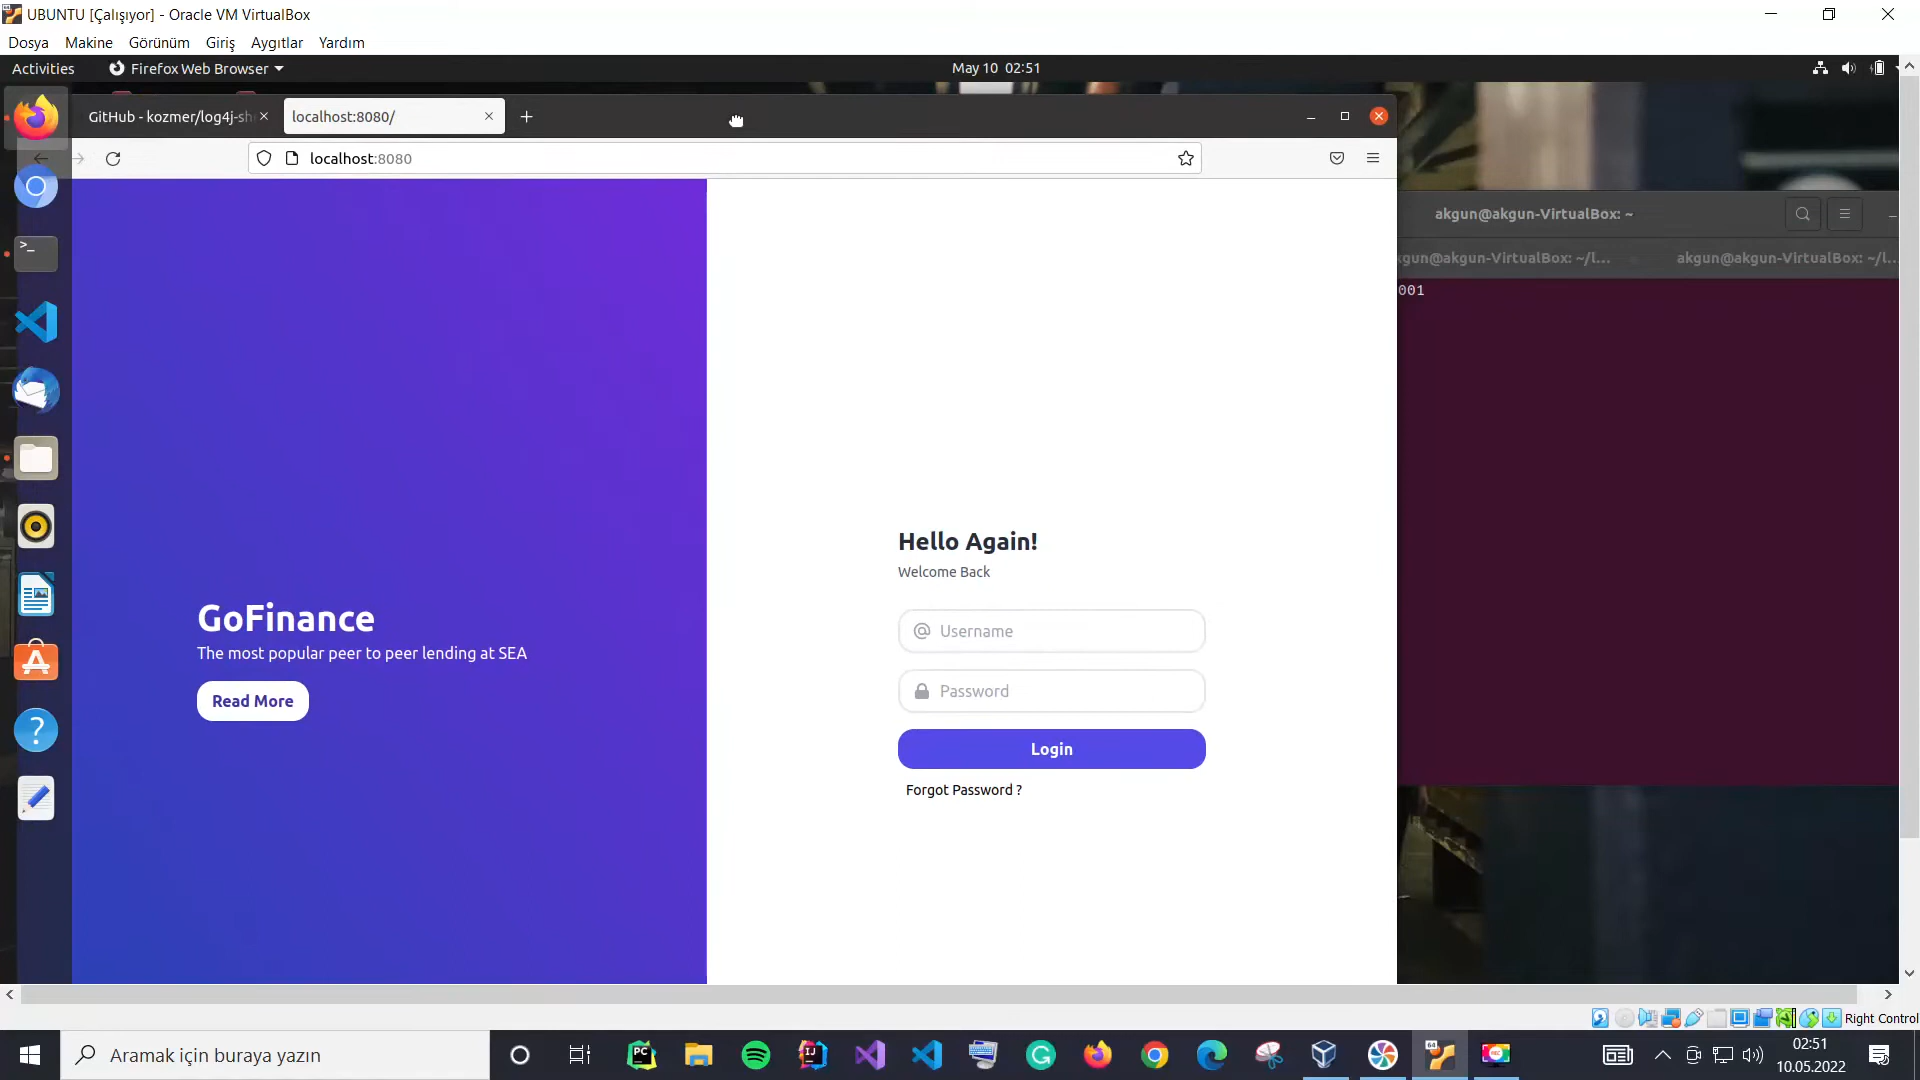 UBUNTU [Çalışıyor] - Oracle VM VirtualBox
Dosya Makine Görünüm Giriş Aygıtlar Yardım
Activities Firefox Web Browser May 10 02:51
GitHub - kozmer/log4j-sh localhost:8080/
localhost:8080
akgun@akgun-VirtualBox: ~
kgun@akgun-VirtualBox: ~/l... akgun@akgun-VirtualBox: ~/l...
001
Hello Again!
Welcome Back
Username
Password
Login
Forgot Password ?
GoFinance
The most popular peer to peer lending at SEA
Read More
Right Control
Aramak için buraya yazın
02:51
10.05.2022